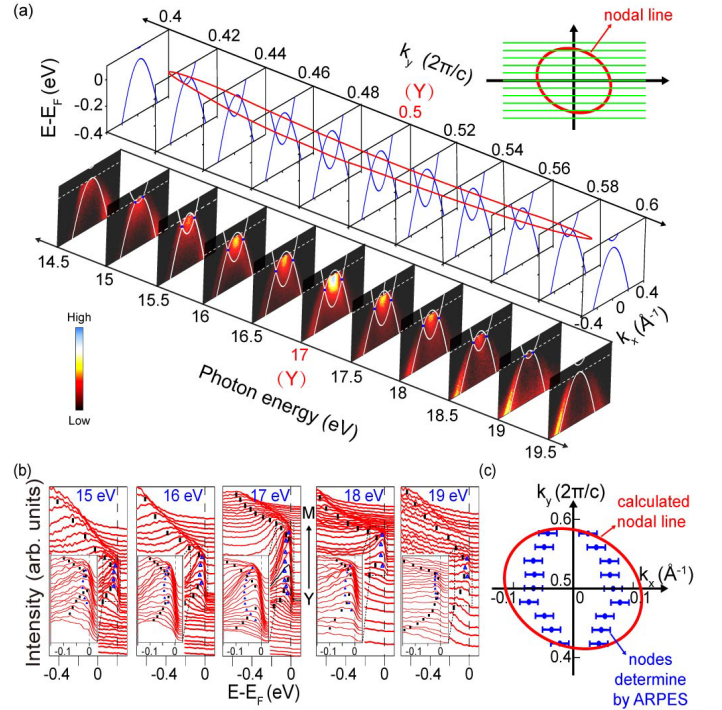 (a)
0.4
0.42
0.44
0.46
0.48
0.5
0.52
0.54
0.56
0.58
0.6
k_y (2π/c)
(Y)
nodal line
E-E_F (eV)
0
-0.2
-0.4
-0.4
0
0.4
k_x (Å⁻¹)
14.5
15
15.5
16
16.5
17
(Y)
17.5
18
18.5
19
19.5
Photon energy (eV)
High
Low
(b)
15 eV
16 eV
17 eV
18 eV
19 eV
Intensity (arb. units)
M
Y
-0.1 0
-0.1 0
-0.1 0
-0.1 0
-0.1 0
-0.4 0
-0.4 0
-0.4 0
-0.4 0
-0.4 0
E-E_F (eV)
(c)
k_y (2π/c)
0.6
calculated
nodal line
k_x (Å⁻¹)
-0.1
0.5
0
0.1
0.4
nodes
determine
by ARPES